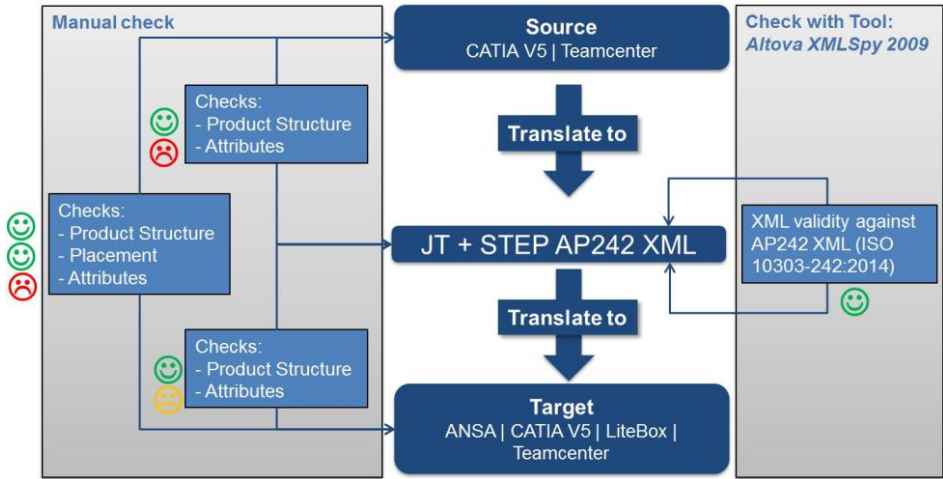 Manual check
Checks:
- Product Structure
- Attributes
Checks:
- Product Structure
- Placement
- Attributes
Checks:
- Product Structure
- Attributes
Source
CATIA V5 | Teamcenter
Translate to
JT + STEP AP242 XML
Translate to
Target
ANSA | CATIA V5 | LiteBox |
Teamcenter
Check with Tool:
Altova XMLSpy 2009
XML validity against
AP242 XML (ISO
10303-242:2014)